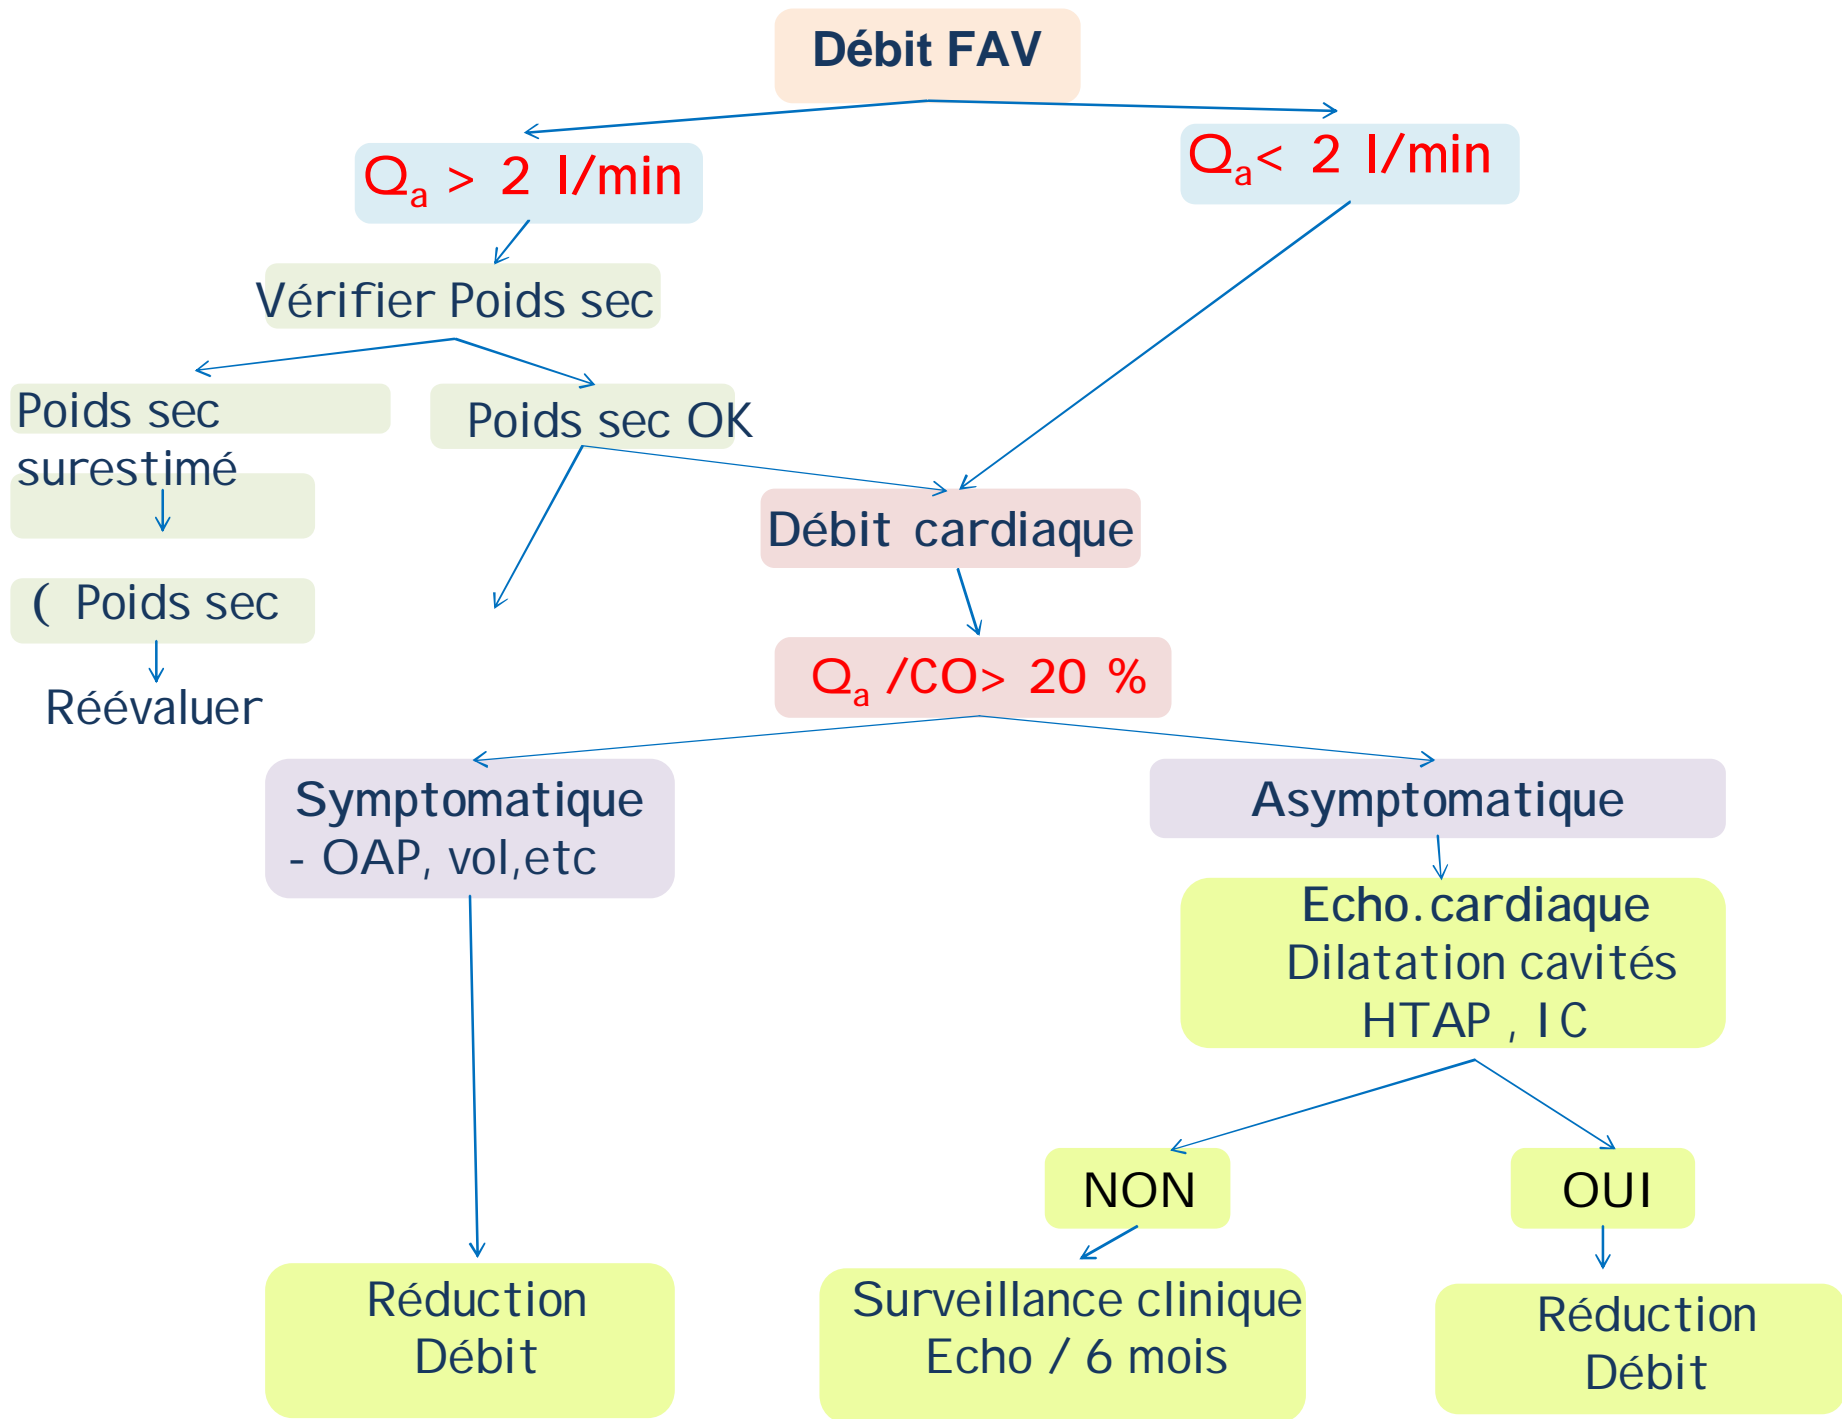 Débit FAV
Qa > 2 l/min
Qa< 2 l/min
Vérifier Poids sec
Poids sec
surestimé
Poids sec OK
Débit cardiaque
( Poids sec
Réévaluer
Qa /CO> 20 %
Symptomatique
- OAP, vol,etc
Asymptomatique
Echo.cardiaque
Dilatation cavités
HTAP , IC
NON
OUI
Réduction
Débit
Surveillance clinique
Echo / 6 mois
Réduction
Débit